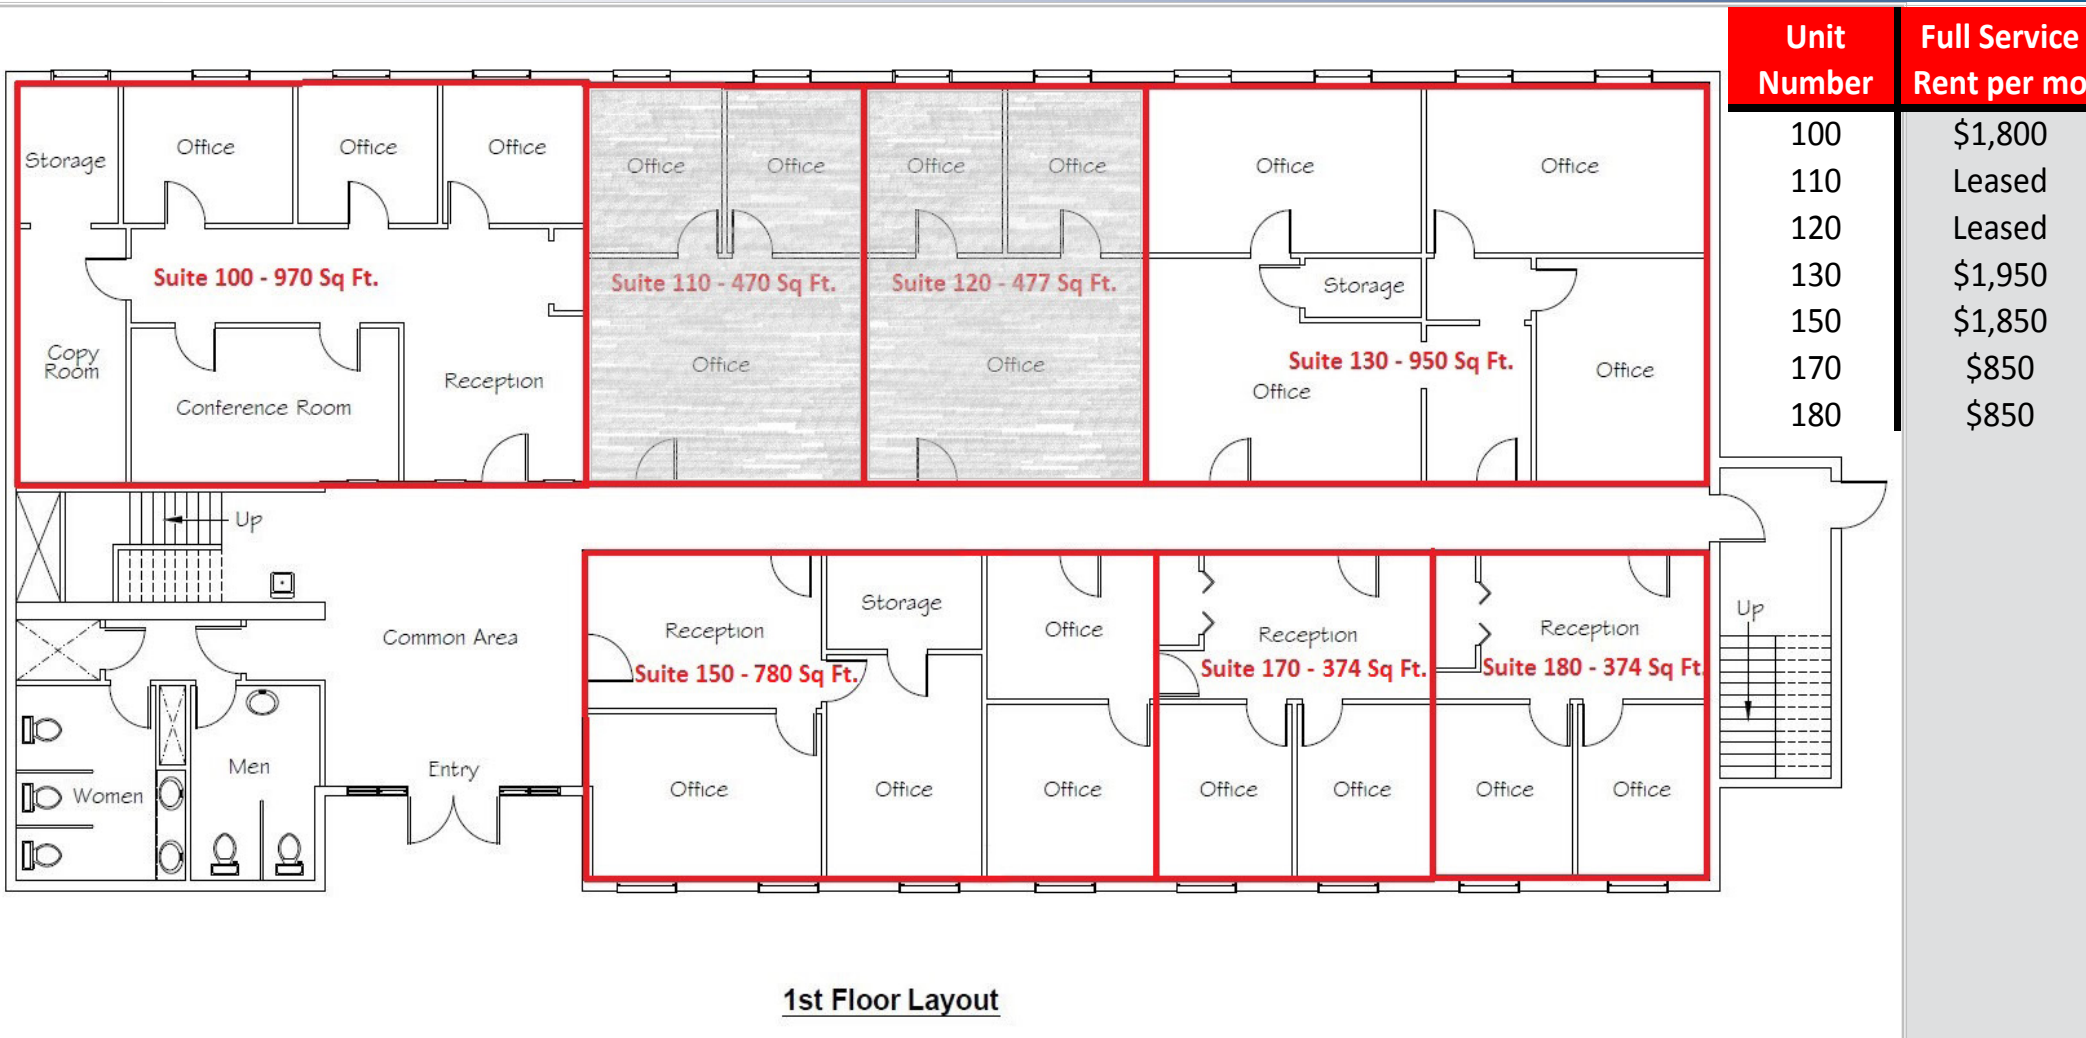 Unit Number
Full Service Rent per mo
100 $1,800
110 Leased
120 Leased
130 $1,950
150 $1,850
170 $850
180 $850
Storage
Office
Office
Office
Office
Office
Office
Office
Office
Office
Suite 100 - 970 Sq Ft.
Suite 110 - 470 Sq Ft.
Suite 120 - 477 Sq Ft.
Storage
Copy
Room
Conference Room
Reception
Office
Office
Suite 130 - 950 Sq Ft.
Office
Office
Up
Common Area
Reception
Storage
Office
Reception
Reception
Up
Suite 150 - 780 Sq Ft.
Suite 170 - 374 Sq Ft.
Suite 180 - 374 Sq Ft.
Women
Men
Entry
Office
Office
Office
Office
Office
Office
Office
1st Floor Layout